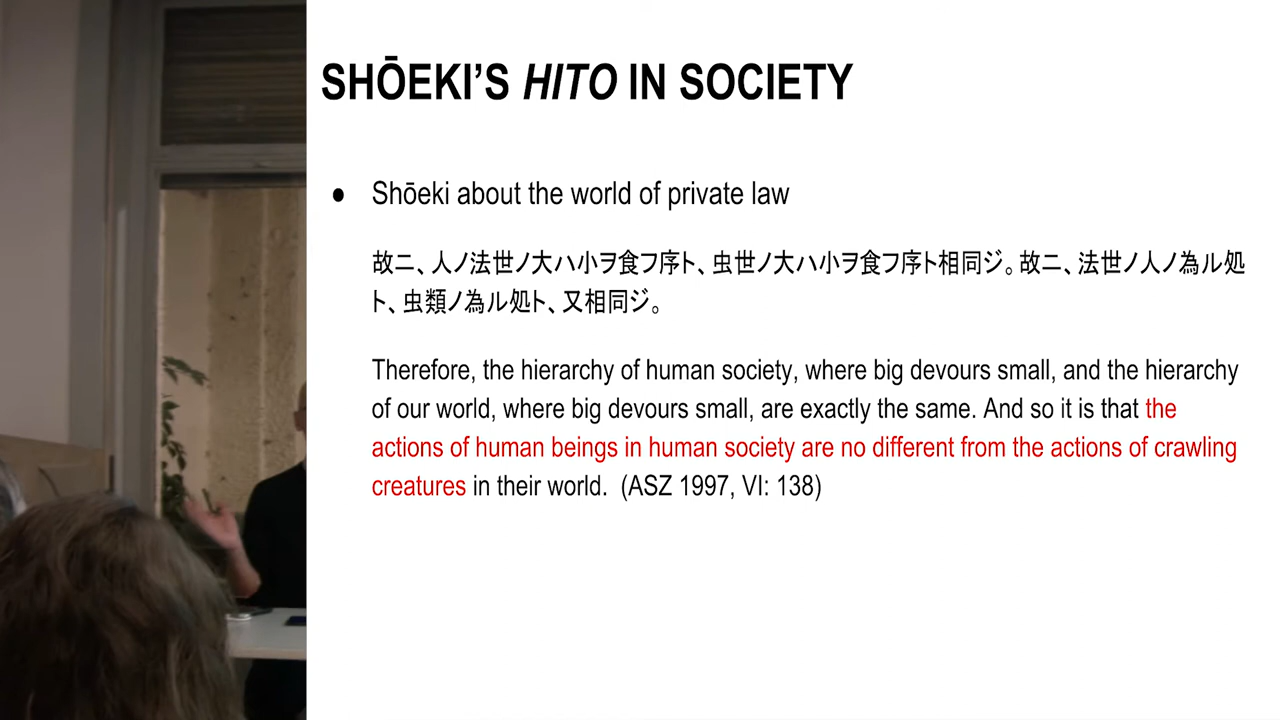 SHŌEKI’S HITO IN SOCIETY
● Shōeki about the world of private law
故ニ、人ノ法世ノ大ハ小ヲ食フ序ト、虫世ノ大ハ小ヲ食フ序ト相同ジ。故ニ、法世ノ人ノ為ル処
ト、虫類ノ為ル処ト、又相同ジ。
Therefore, the hierarchy of human society, where big devours small, and the hierarchy
of our world, where big devours small, are exactly the same. And so it is that the
actions of human beings in human society are no different from the actions of crawling
creatures in their world. (ASZ 1997, VI: 138)